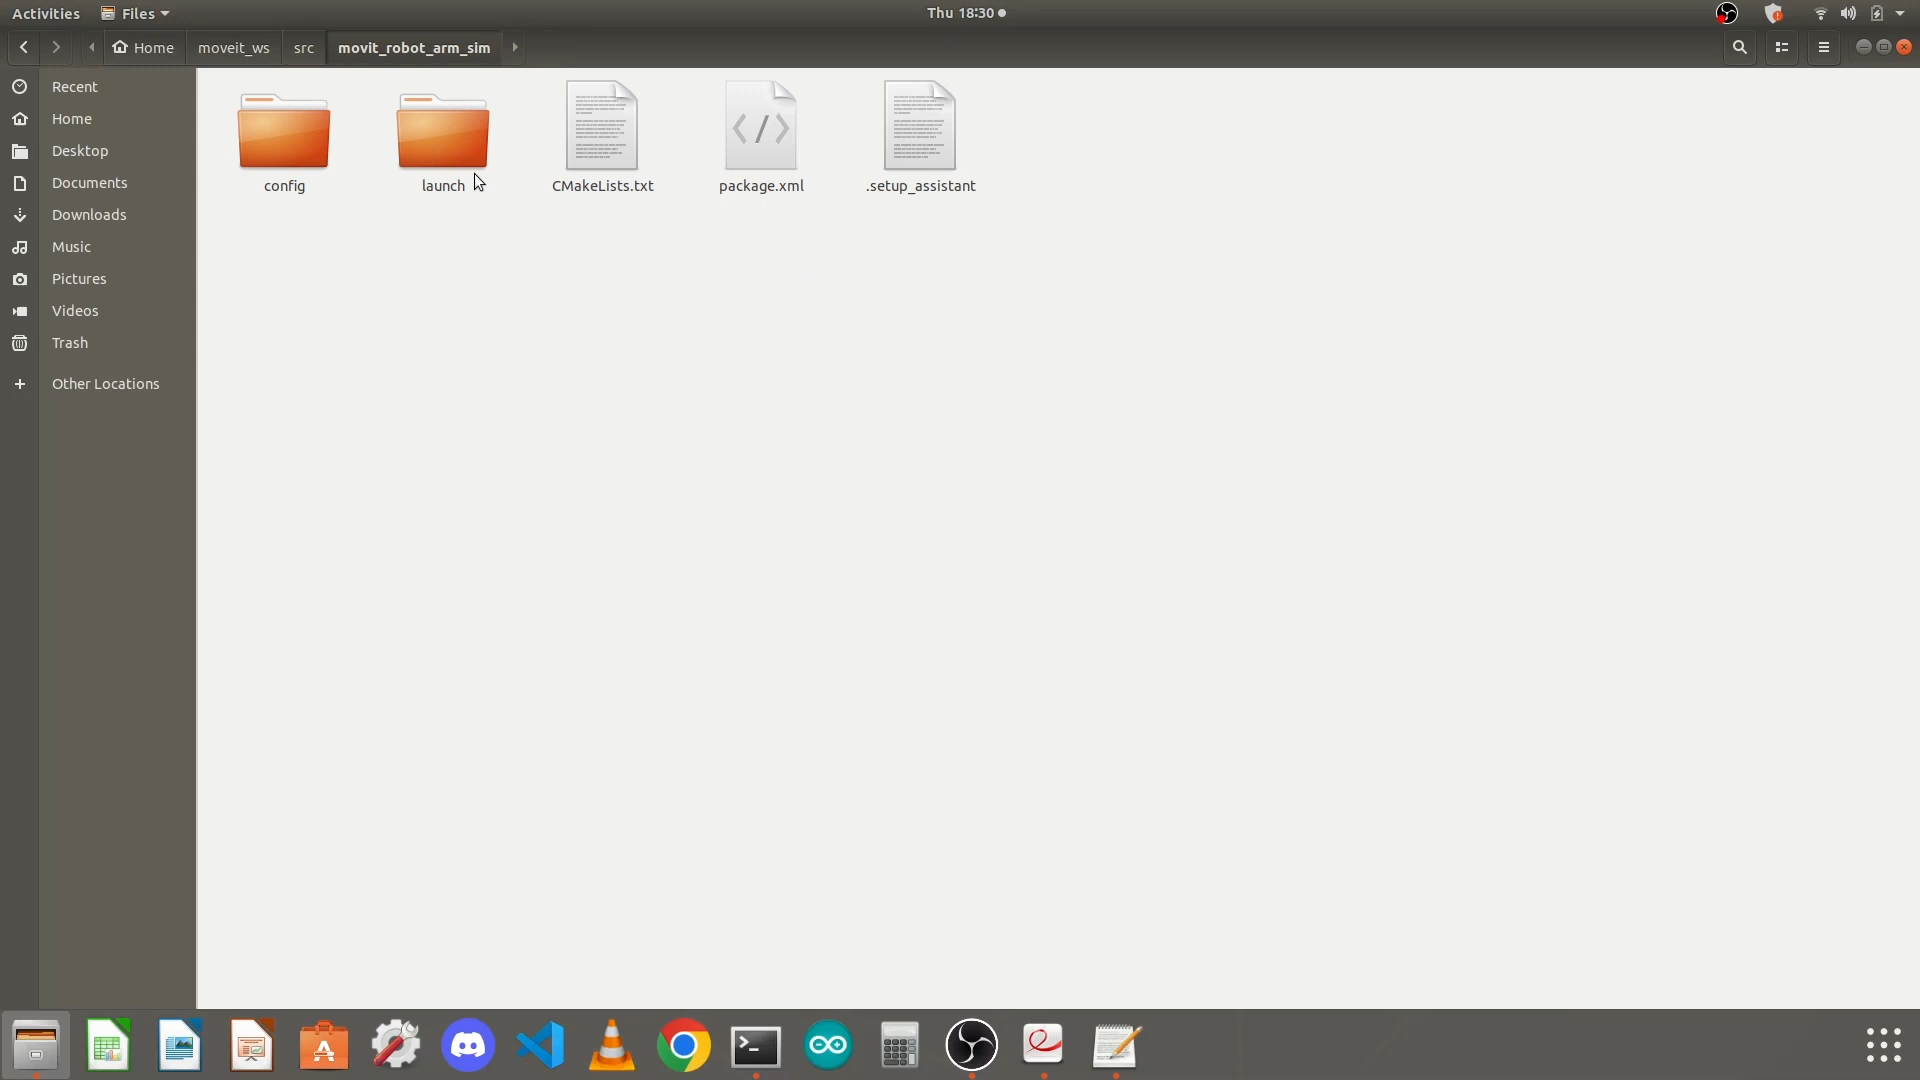 Activities Files Thu 18:30
Home moveit_ws src movit_robot_arm_sim
Recent
Home
Desktop
Documents
Downloads
Music
Pictures
Videos
Trash
Other Locations
config launch CMakeLists.txt package.xml .setup_assistant